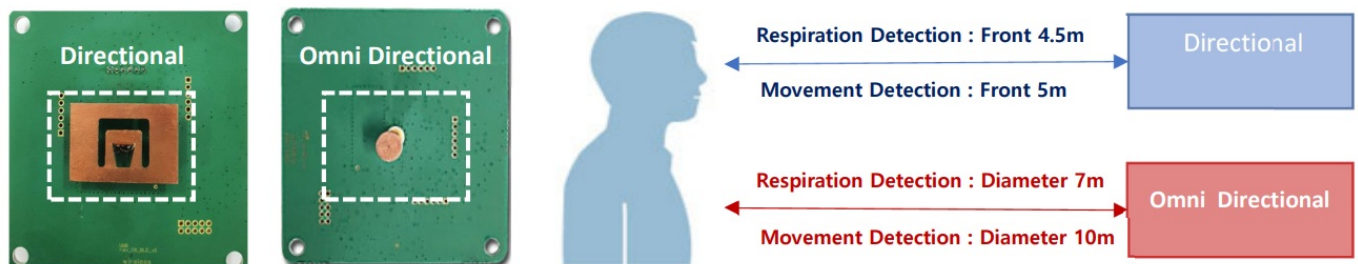 Directional
Omni Directional
Respiration Detection : Front 4.5m
Movement Detection : Front 5m
Directional
Respiration Detection : Diameter 7m
Movement Detection : Diameter 10m
Omni Directional